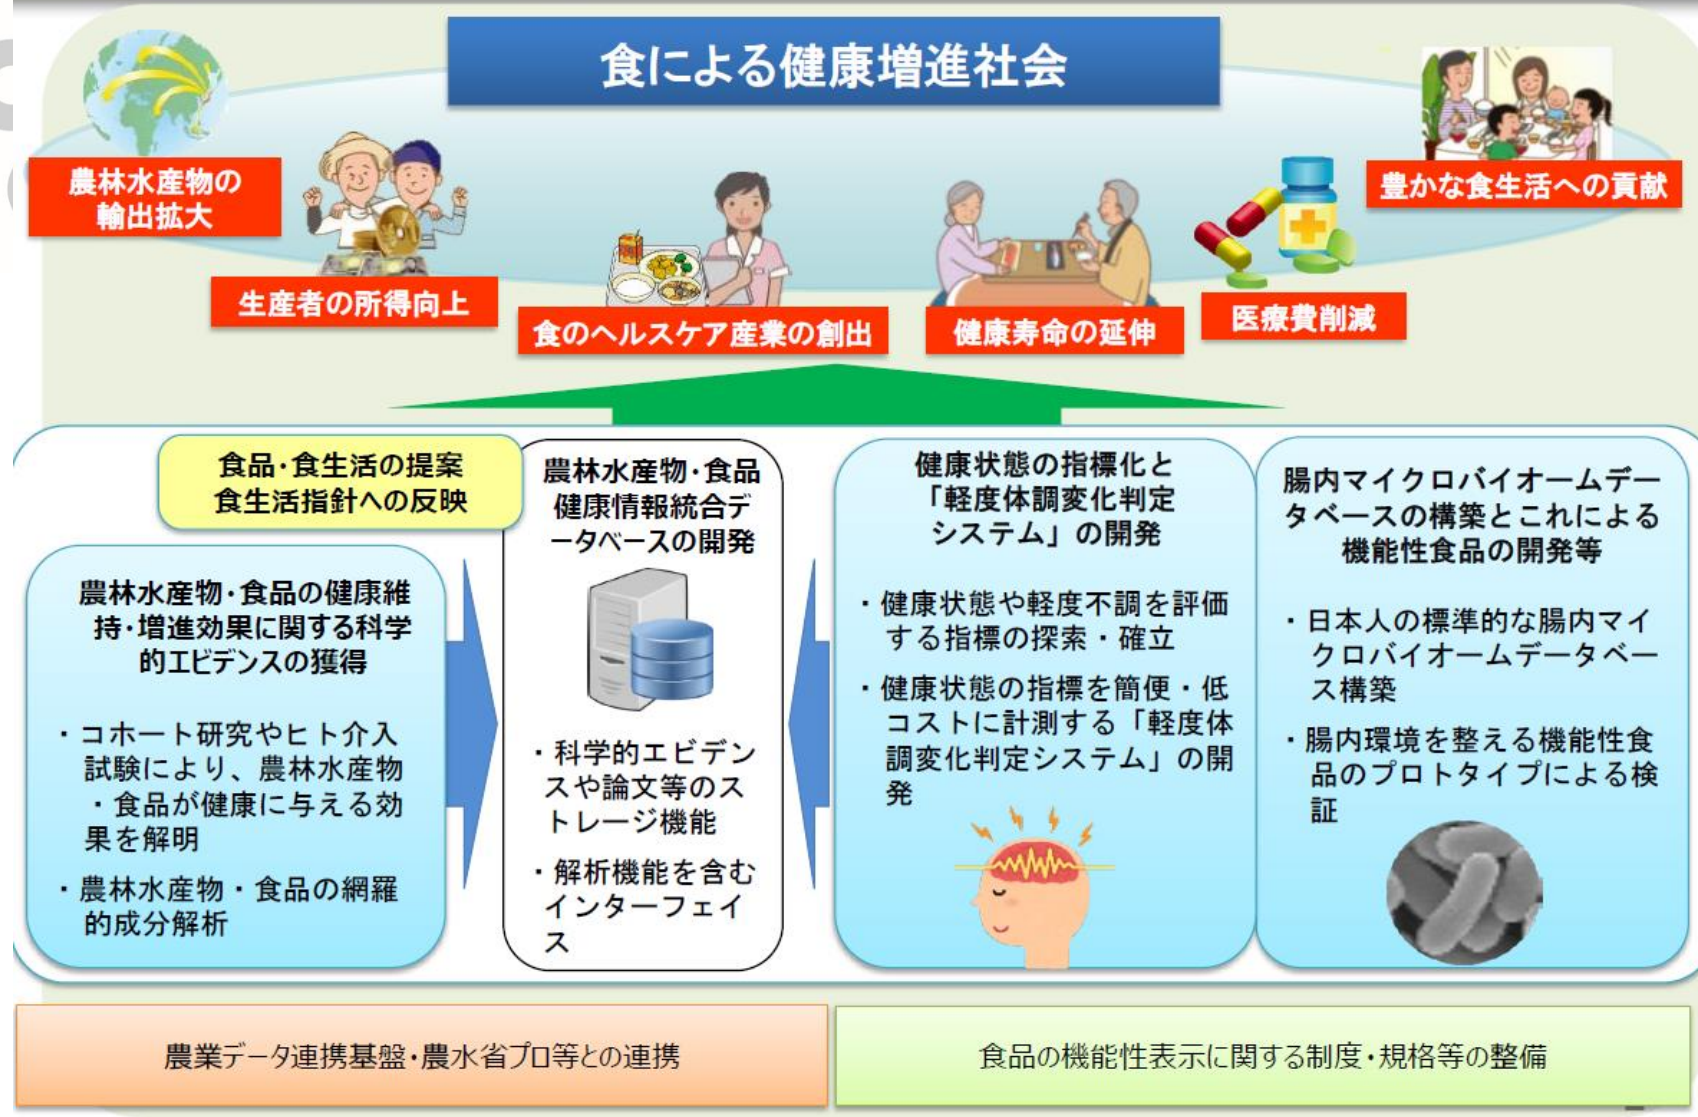 食による健康増進社会
農林水産物の
輸出拡大
生産者の所得向上
食のヘルスケア産業の創出
健康寿命の延伸
医療費削減
豊かな食生活への貢献
食品・食生活の提案
食生活指針への反映
農林水産物・食品の健康維
持・増進効果に関する科学
的エビデンスの獲得
・コホート研究やヒト介入
試験により、農林水産物
・食品が健康に与える効
果を解明
・農林水産物・食品の網羅
的成分解析
農林水産物・食品
健康情報統合デ
ータベースの開発
・科学的エビデン
スや論文等のス
トレージ機能
・解析機能を含む
インターフェイ
ス
健康状態の指標化と
「軽度体調変化判定
システム」の開発
・健康状態や軽度不調を評価
する指標の探索・確立
・健康状態の指標を簡便・低
コストに計測する「軽度体
調変化判定システム」の開
発
腸内マイクロバイオームデー
タベースの構築とこれによる
機能性食品の開発等
・日本人の標準的な腸内マイ
クロバイオームデータベー
ス構築
・腸内環境を整える機能性食
品のプロトタイプによる検
証
農業データ連携基盤・農水省プロ等との連携
食品の機能性表示に関する制度・規格等の整備